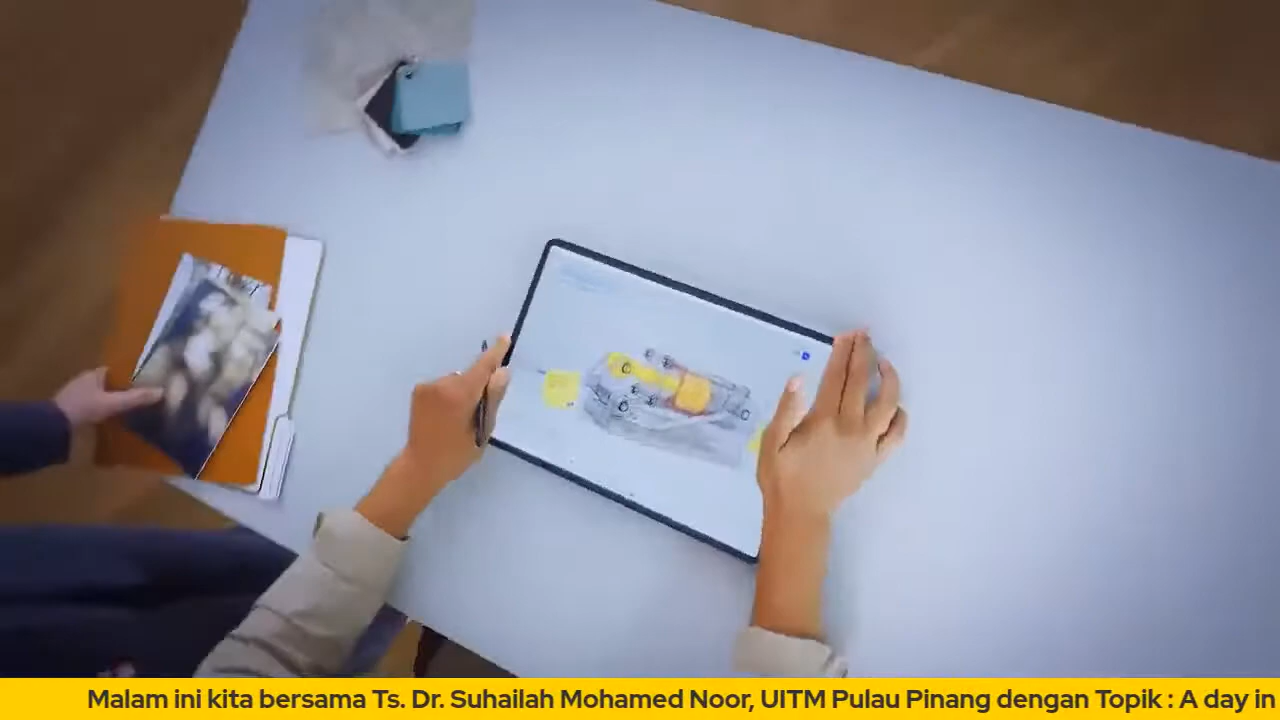 Malam ini kita bersama Ts. Dr. Suhailah Mohamed Noor, UITM Pulau Pinang dengan Topik : A day in